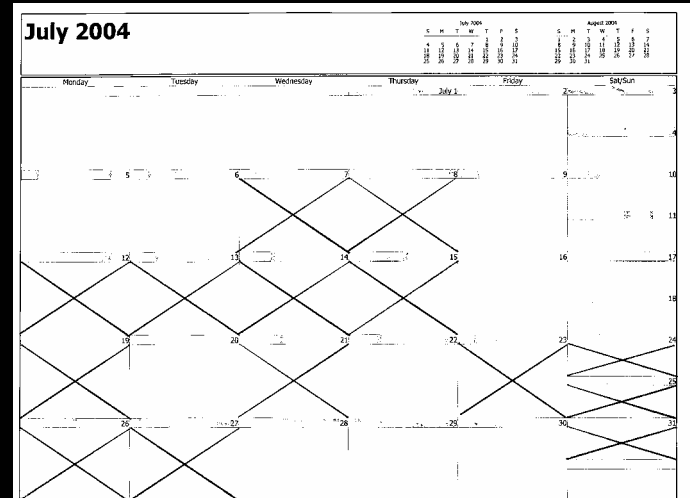 July 2004
July 2004
S M T W T F S
1 2 3
4 5 6 7 8 9 10
11 12 13 14 15 16 17
18 19 20 21 22 23 24
25 26 27 28 29 30 31
August 2004
S M T W T F S
1 2 3 4 5 6 7
8 9 10 11 12 13 14
15 16 17 18 19 20 21
22 23 24 25 26 27 28
29 30 31
Monday Tuesday Wednesday Thursday Friday Sat/Sun
July 1 2 3
4
5 6 7 8 9 10
11
12 13 14 15 16 17
18
19 20 21 22 23 24
25
26 27 28 29 30 31